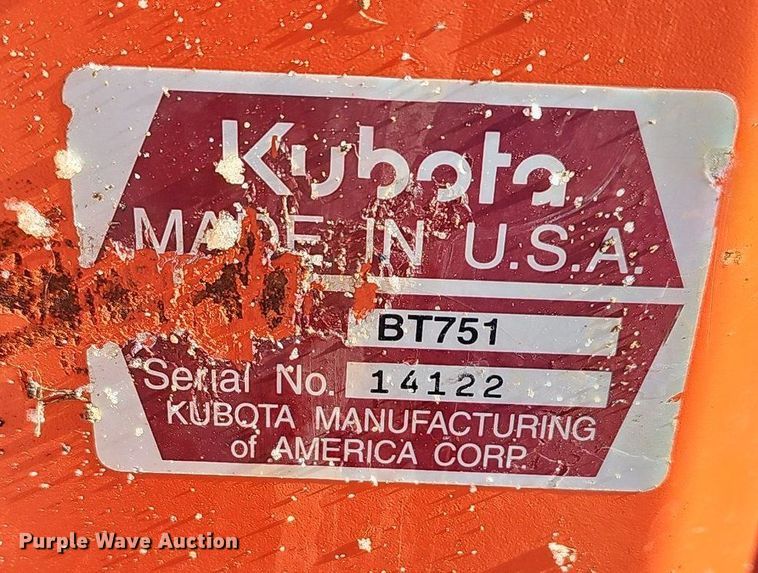 Kubota
MADE IN U.S.A.
BT751
Serial No. 14122
KUBOTA MANUFACTURING
of AMERICA CORP.
Purple Wave Auction